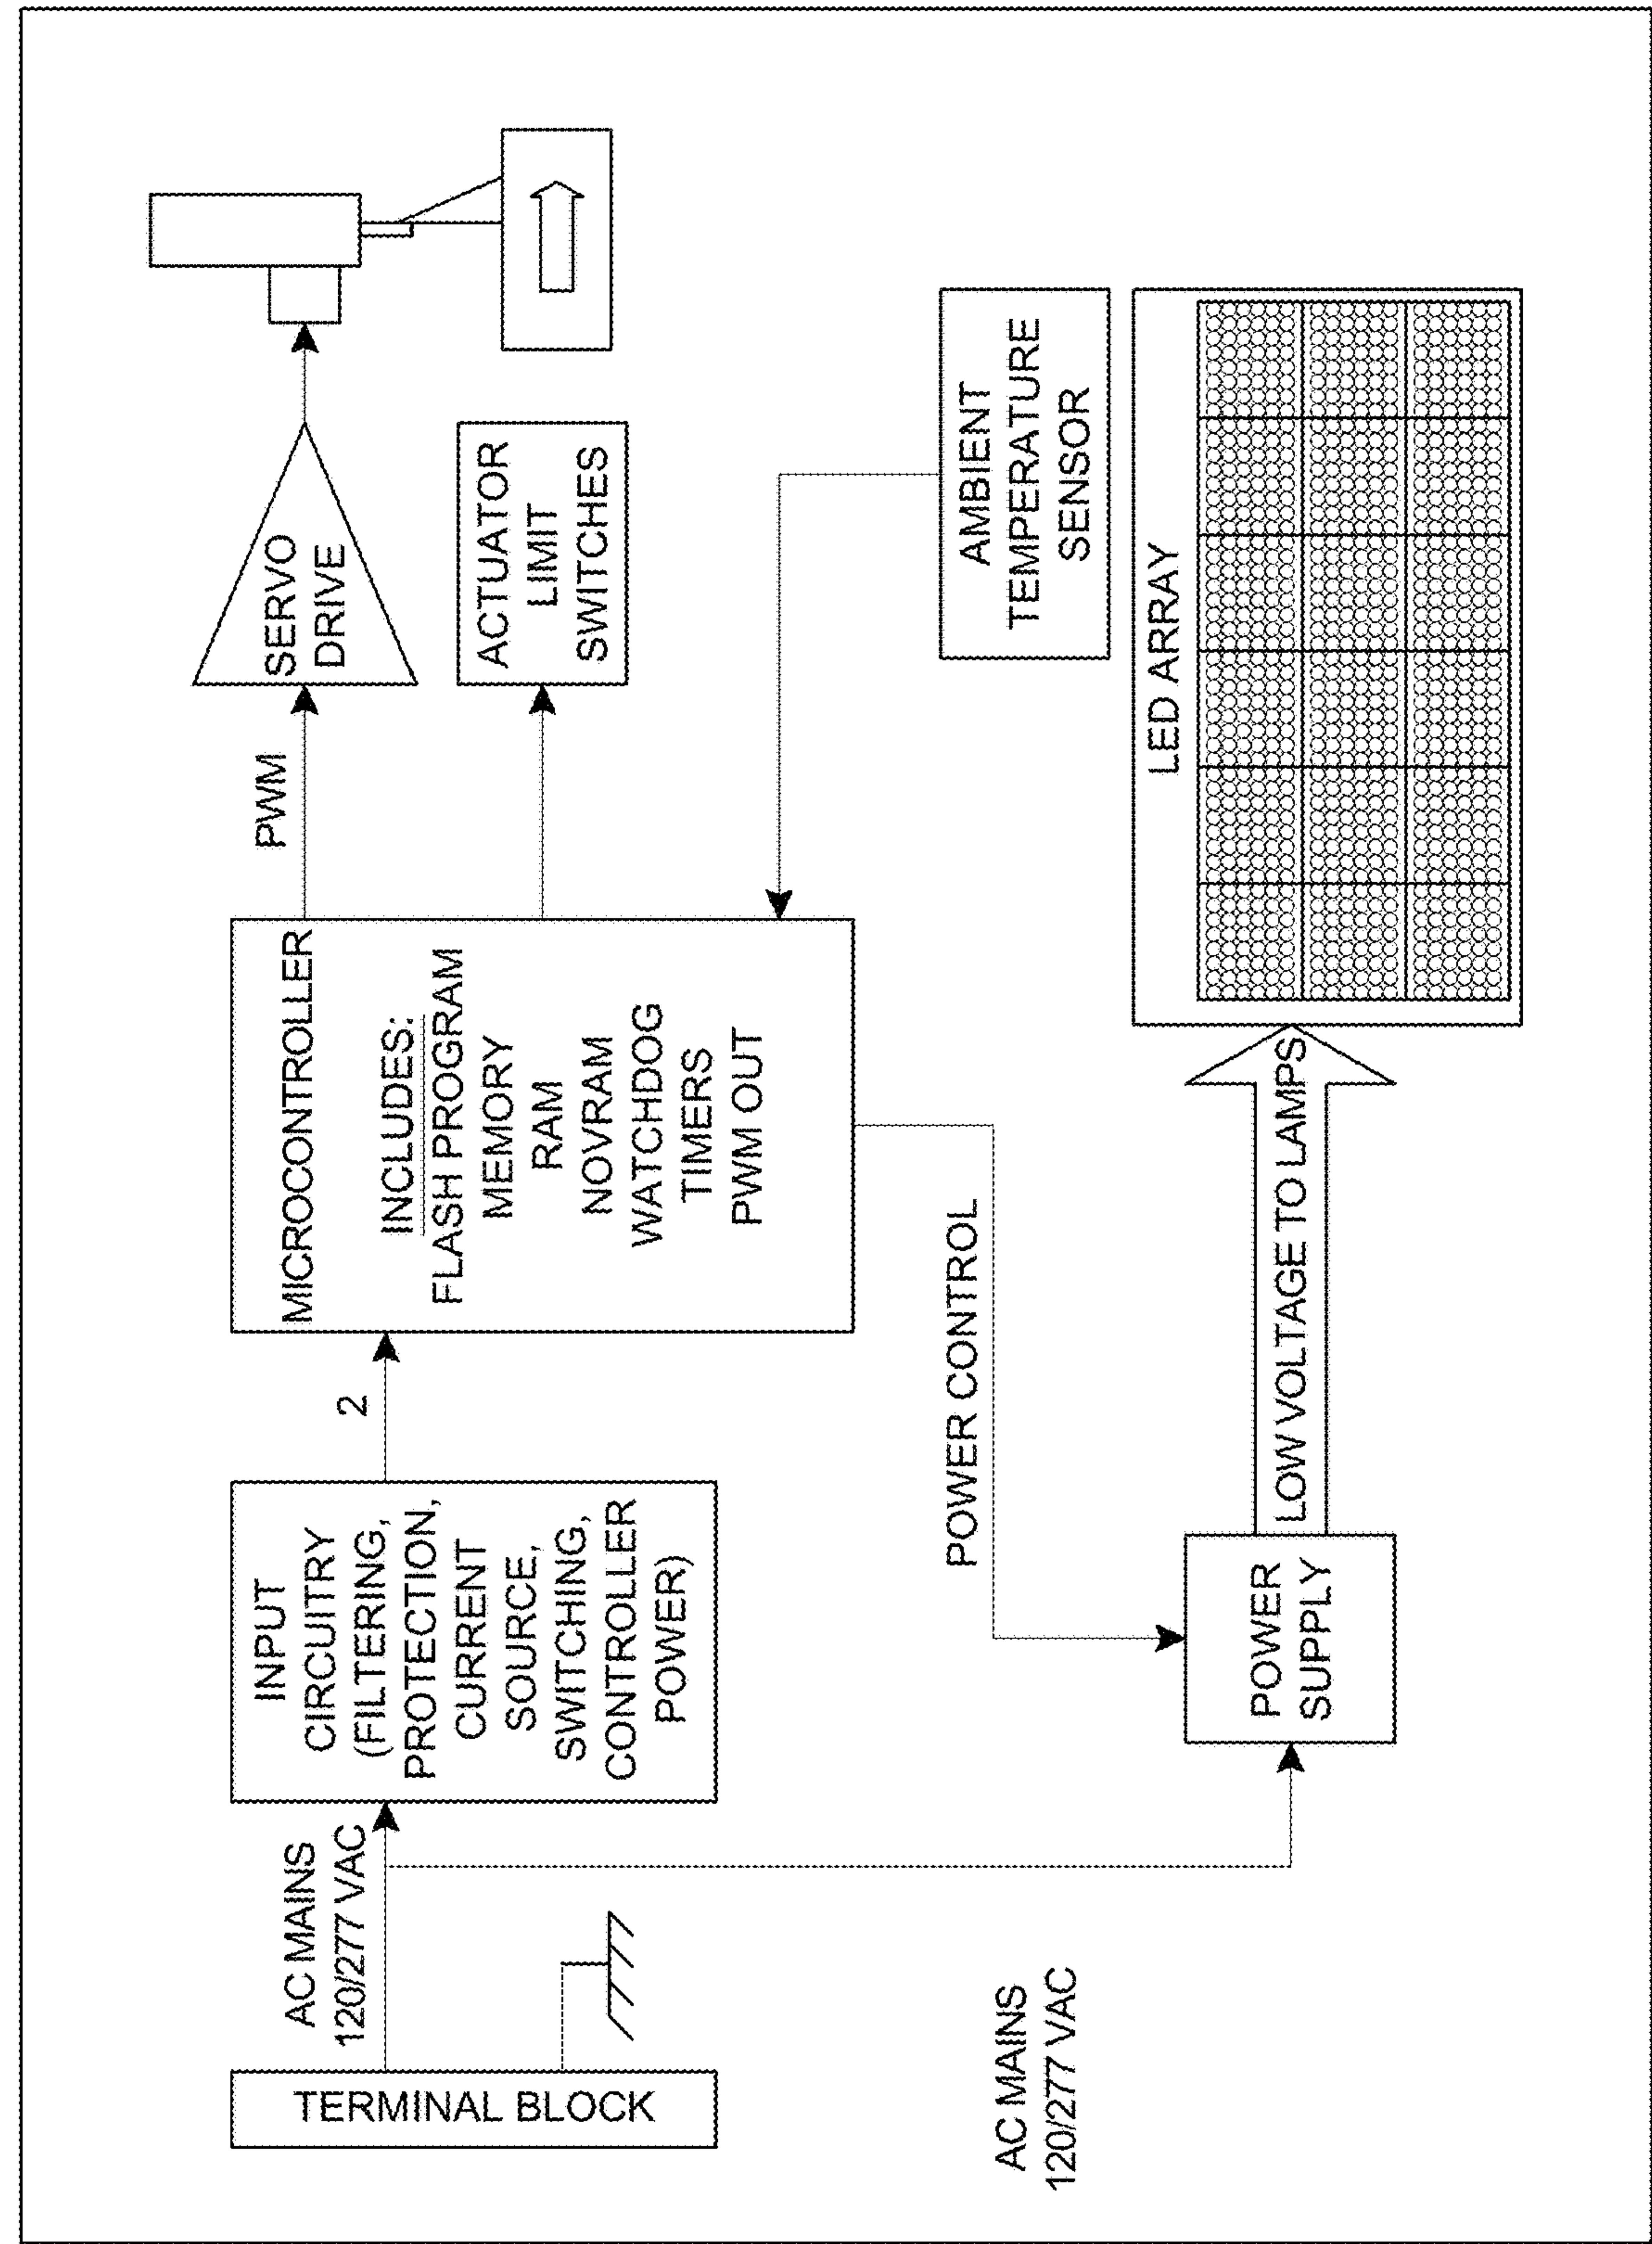 TERMINAL BLOCK
AC MAINS
120/277 VAC
INPUT
CIRCUITRY
(FILTERING,
PROTECTION,
CURRENT
SOURCE,
SWITCHING,
CONTROLLER
POWER)
2
MICROCONTROLLER
INCLUDES:
FLASH PROGRAM
MEMORY
RAM
NOVRAM
WATCHDOG
TIMERS
PWM OUT
PWM
SERVO
DRIVE
ACTUATOR
LIMIT
SWITCHES
AC MAINS
120/277 VAC
POWER CONTROL
AMBIENT
TEMPERATURE
SENSOR
POWER
SUPPLY
LOW VOLTAGE TO LAMPS
LED ARRAY